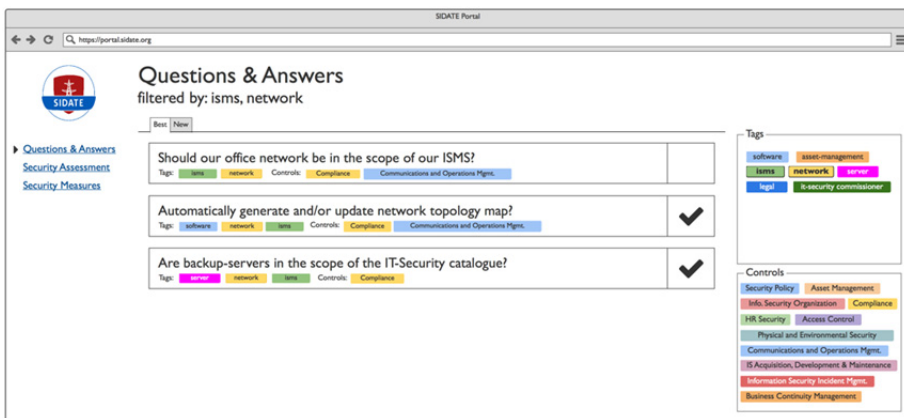 SIDATE Portal
https://portal.sidate.org
SIDATE
Questions & Answers
filtered by: isms, network
Best New
Questions & Answers
Security Assessment
Security Measures
Should our office network be in the scope of our ISMS?
Tags: isms network Controls: Compliance Communications and Operations Mgmt.
Automatically generate and/or update network topology map?
Tags: software network isms Controls: Compliance Communications and Operations Mgmt.
Are backup-servers in the scope of the IT-Security catalogue?
Tags: server network isms Controls: Compliance
Tags
software asset-management
isms network server
legal it-security commissioner
Controls
Security Policy Asset Management
Info. Security Organization Compliance
HR Security Access Control
Physical and Environmental Security
Communications and Operations Mgmt.
IS Acquisition, Development & Maintenance
Information Security Incident Mgmt.
Business Continuity Management